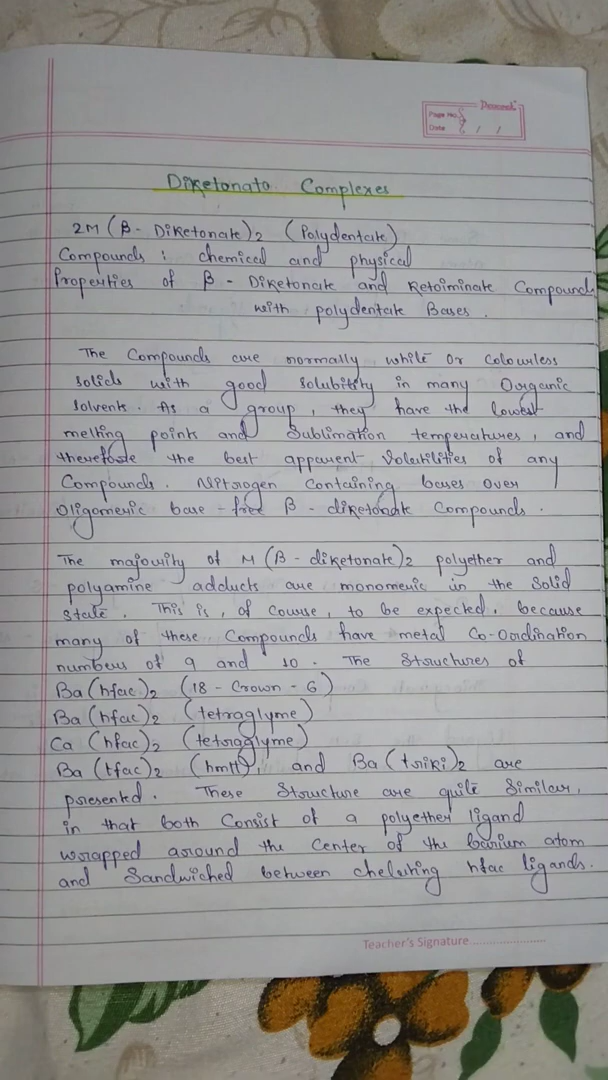 Peacock
Page No.
Date / /
Diketonato Complexes
2M (β - Diketonate)2 (Polydentate)
Compounds : chemical and physical
Properties of β - Diketonate and Ketoiminate Compounds
with polydentate Bases.
The Compounds are normally white or colourless
solids with good solubility in many Organic
solvents. As a group, they have the lowest
melting points and Sublimation temperatures, and
therefore the best apparent Volatilities of any
Compounds. Nitrogen Containing bases over
Oligomeric base - free β - diketonate Compounds.
The majority of M (β - diketonate)2 polyether and
polyamine adducts are monomeric in the solid
state. This is, of course, to be expected, because
many of these Compounds have metal Co-Ordination
numbers of 9 and 10. The Structures of
Ba (hfac)2 (18 - Crown - 6)
Ba (hfac)2 (tetraglyme)
Ca (hfac)2 (tetraglyme)
Ba (tfac)2 (hmtt), and Ba (triki)2 are
presented. These Structure are quite Similar,
in that both Consist of a polyether ligand
wrapped around the center of the barium atom
and Sandwiched between chelating hfac ligands.
Teacher's Signature